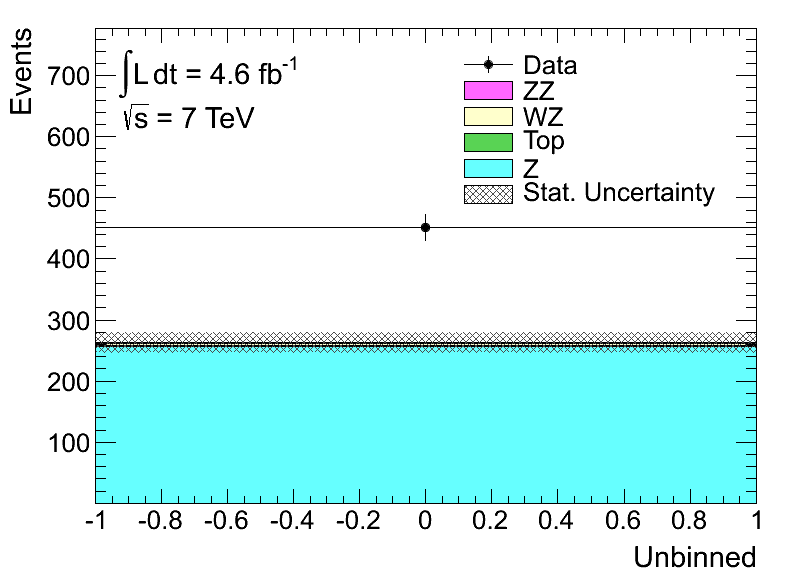 Events
700
600
500
400
300
200
100
∫L dt = 4.6 fb⁻¹
√s = 7 TeV
Data
ZZ
WZ
Top
Z
Stat. Uncertainty
-1 -0.8 -0.6 -0.4 -0.2 0 0.2 0.4 0.6 0.8 1
Unbinned